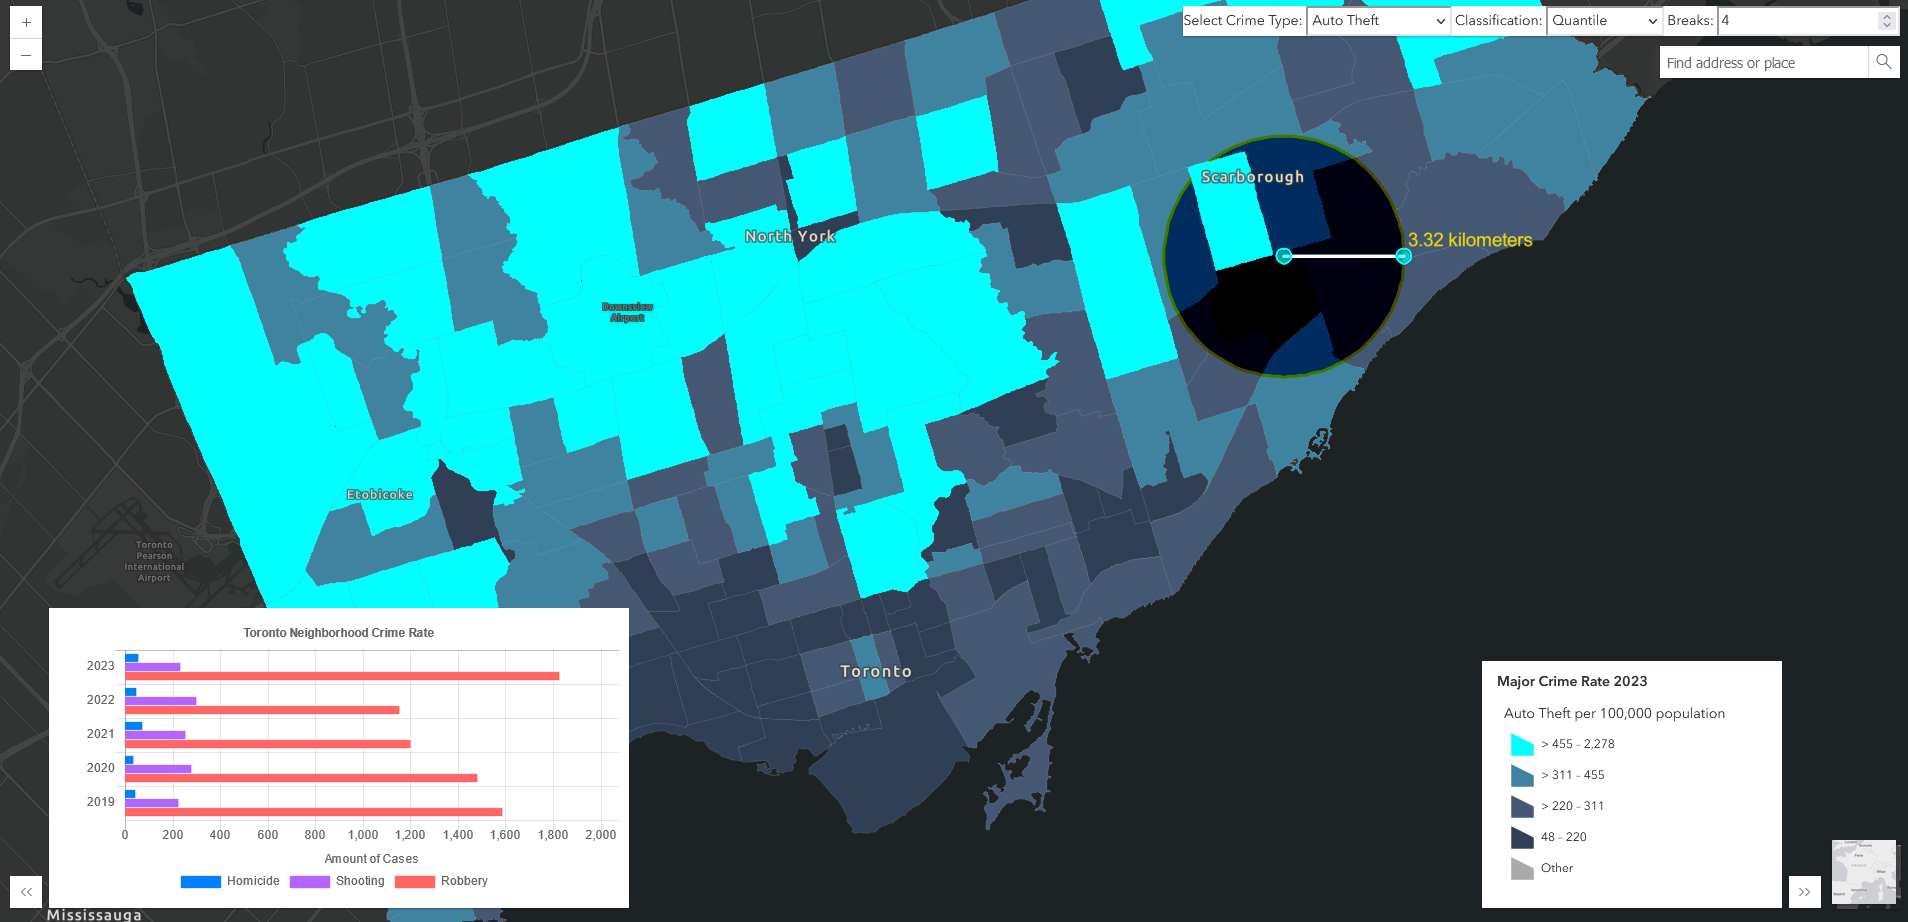 +
−
Select Crime Type: Auto Theft Classification: Quantile Breaks: 4
Find address or place
Scarborough
North York
3.32 kilometers
Downsview
Airport
Etobicoke
Toronto
Pearson
International
Airport
Toronto
Mississauga
Toronto Neighborhood Crime Rate
2023
2022
2021
2020
2019
0 200 400 600 800 1,000 1,200 1,400 1,600 1,800 2,000
Amount of Cases
Homicide Shooting Robbery
Major Crime Rate 2023
Auto Theft per 100,000 population
> 455 - 2,278
> 311 - 455
> 220 - 311
48 - 220
Other